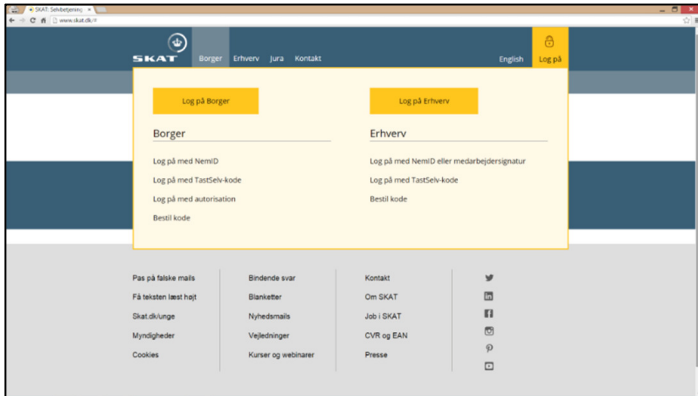 SKAT: Selvbetjening
www.skat.dk/#
SKAT Borger Erhverv Jura Kontakt English Log på
Log på Borger Log på Erhverv
Borger Erhverv
Log på med NemID Log på med NemID eller medarbejdersignatur
Log på med TastSelv-kode Log på med TastSelv-kode
Log på med autorisation Bestil kode
Bestil kode
Pas på falske mails Bindende svar Kontakt
Få teksten læst højt Blanketter Om SKAT
Skat.dk/unge Nyhedsmails Job i SKAT
Myndigheder Vejledninger CVR og EAN
Cookies Kurser og webinarer Presse